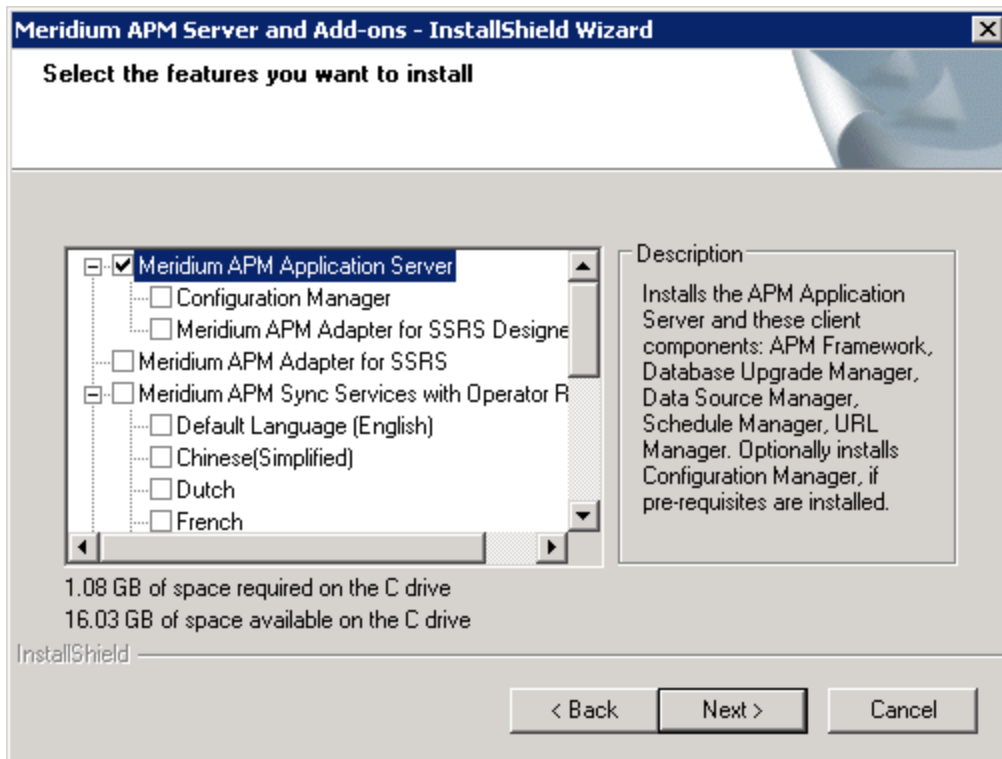 Meridium APM Server and Add-ons - InstallShield Wizard
Select the features you want to install
Meridium APM Application Server
Configuration Manager
Meridium APM Adapter for SSRS Designe
Meridium APM Adapter for SSRS
Meridium APM Sync Services with Operator R
Default Language (English)
Chinese(Simplified)
Dutch
French
Description
Installs the APM Application
Server and these client
components: APM Framework,
Database Upgrade Manager,
Data Source Manager,
Schedule Manager, URL
Manager. Optionally installs
Configuration Manager, if
pre-requisites are installed.
1.08 GB of space required on the C drive
16.03 GB of space available on the C drive
InstallShield
< Back
Next >
Cancel